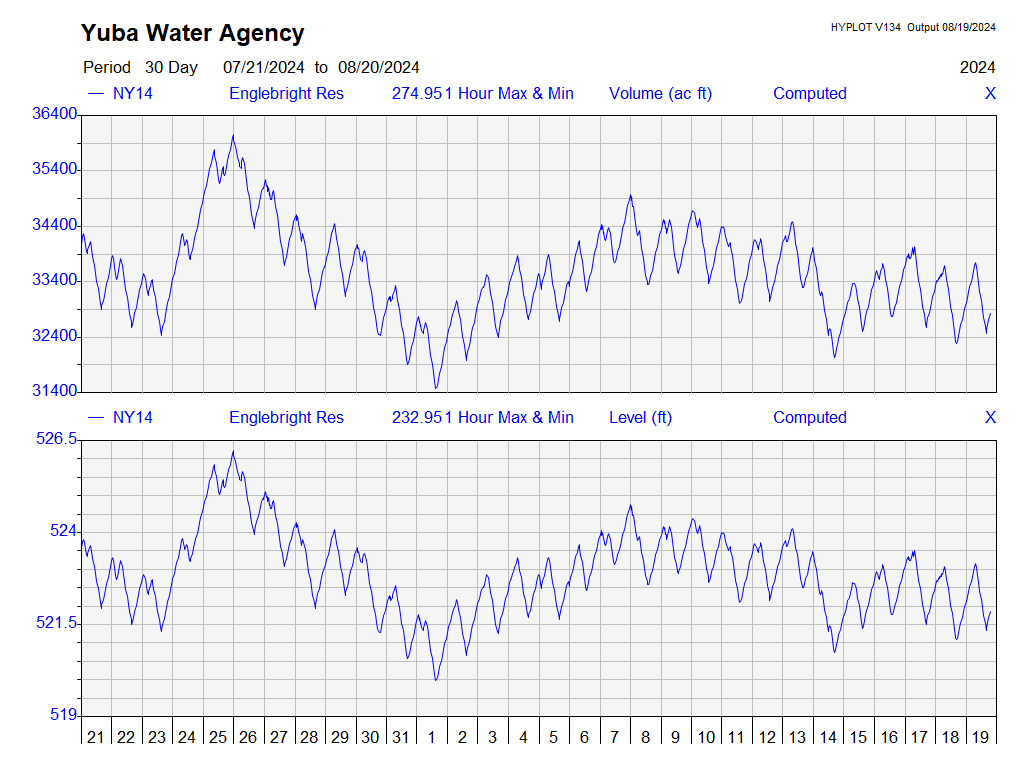 Yuba Water Agency
HYPLOT V134 Output 08/19/2024
Period 30 Day 07/21/2024 to 08/20/2024
2024
NY14 Englebright Res 274.951 Hour Max & Min Volume (ac ft) Computed X
36400
35400
34400
33400
32400
31400
NY14 Englebright Res 232.951 Hour Max & Min Level (ft) Computed X
526.5
524
521.5
519
21 22 23 24 25 26 27 28 29 30 31 1 2 3 4 5 6 7 8 9 10 11 12 13 14 15 16 17 18 19